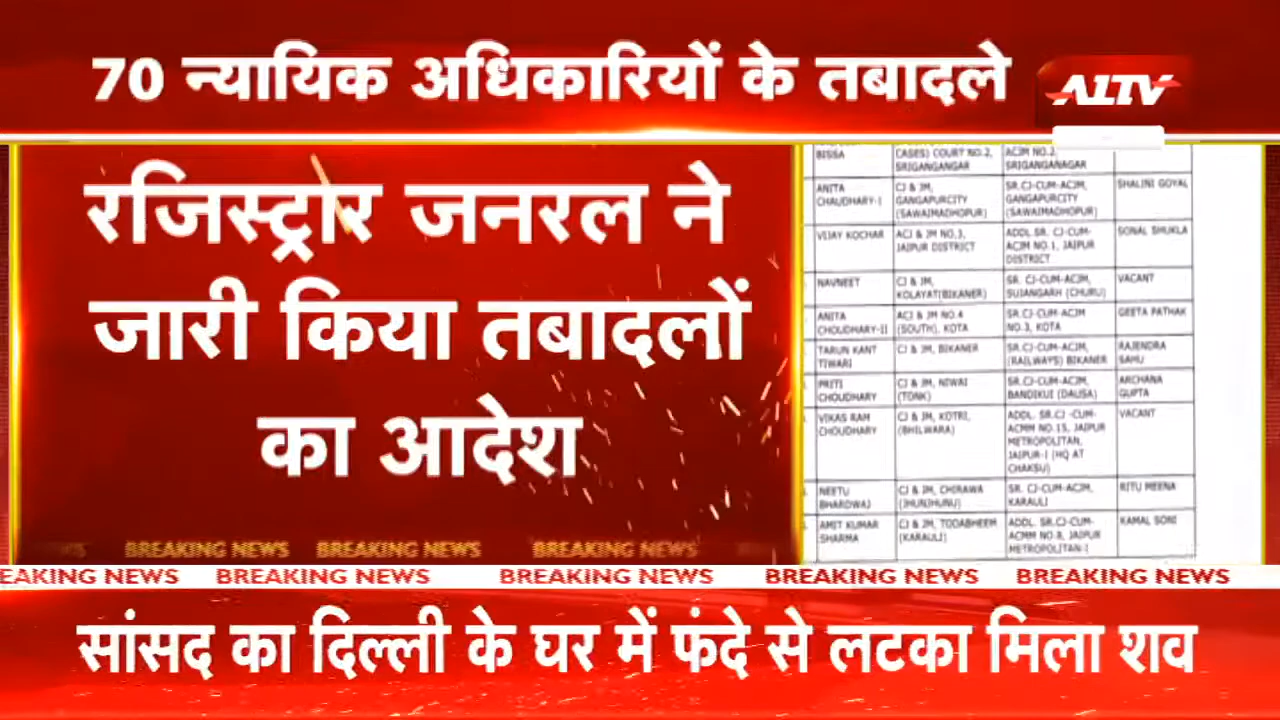 70 न्यायिक अधिकारियों के तबादले
A1TV
रजिस्ट्रार जनरल ने
जारी किया तबादलों
का आदेश
BISSA
CASES) COURT NO.2,
SRIGANGANGAR
ACJM NO.2,
SRIGANGANAGAR
ANITA
CHAUDHARY-I
CJ & JM,
GANGAPURCITY
(SAWAIMADHOPUR)
SR.CJ-CUM-ACJM,
GANGAPURCITY
(SAWAIMADHOPUR)
SHALINI GOYAL
VIJAY KOCHAR
ACJ & JM NO.3,
JAIPUR DISTRICT
ADDL.SR. CJ-CUM-
ACJM NO.1, JAIPUR
DISTRICT
SONAL SHUKLA
NAVNEET
CJ & JM,
KOLAYAT(BIKANER)
SR. CJ-CUM-ACJM,
SUJANGARH (CHURU)
VACANT
ANITA
CHOUDHARY-II
ACJ & JM NO.4
(SOUTH), KOTA
SR.CJ-CUM-ACJM
NO.3, KOTA
GEETA PATHAK
TARUN KANT
TIWARI
CJ & JM, BIKANER
SR.CJ-CUM-ACJM,
(RAILWAYS) BIKANER
RAJENDRA
SAHU
PRITI
CHOUDHARY
CJ & JM, NIWAI
(TONK)
SR.CJ-CUM-ACJM,
BANDIKUI (DAUSA)
ARCHANA
GUPTA
VIKAS RAM
CHOUDHARY
CJ & JM, KOTRI,
(BHILWARA)
ADDL. SR.CJ -CUM-
ACMM NO.15, JAIPUR
METROPOLITAN,
JAIPUR-I (HQ AT
CHAKSU)
VACANT
NEETU
BHARDWAJ
CJ & JM, CHIRAWA
(JHUNJHUNU)
SR. CJ-CUM-ACJM,
KARAULI
RITU MEENA
AMIT KUMAR
SHARMA
CJ & JM, TODABHEEM
(KARAULI)
ADDL. SR.CJ-CUM-
ACMM NO.8, JAIPUR
METROPOLITAN-I
KAMAL SONI
NEWS BREAKING NEWS BREAKING NEWS BREAKING NEWS
EAKING NEWS BREAKING NEWS BREAKING NEWS BREAKING NEWS BREAKING NEWS
सांसद का दिल्ली के घर में फंदे से लटका मिला शव